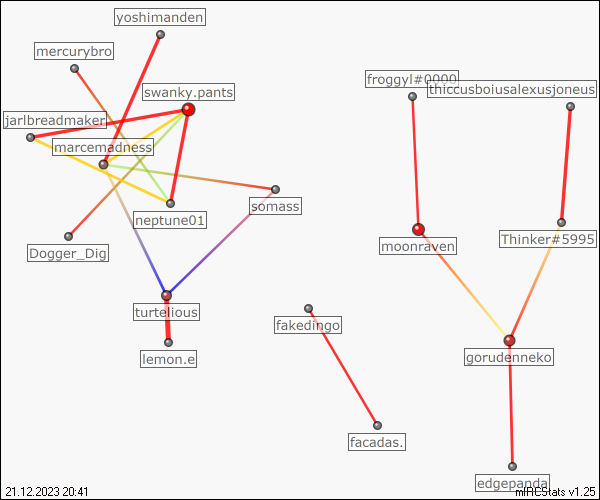 yoshimanden
mercurybro
froggyl#0000
thiccusboiusalexusjoneus
swanky.pants
jarlbreadmaker
marcemadness
somass
neptune01
Thinker#5995
moonraven
Dogger_Dig
turtelious
fakedingo
lemon.e
gorudenneko
facadas.
edgepanda
21.12.2023 20:41
mIRCStats v1.25